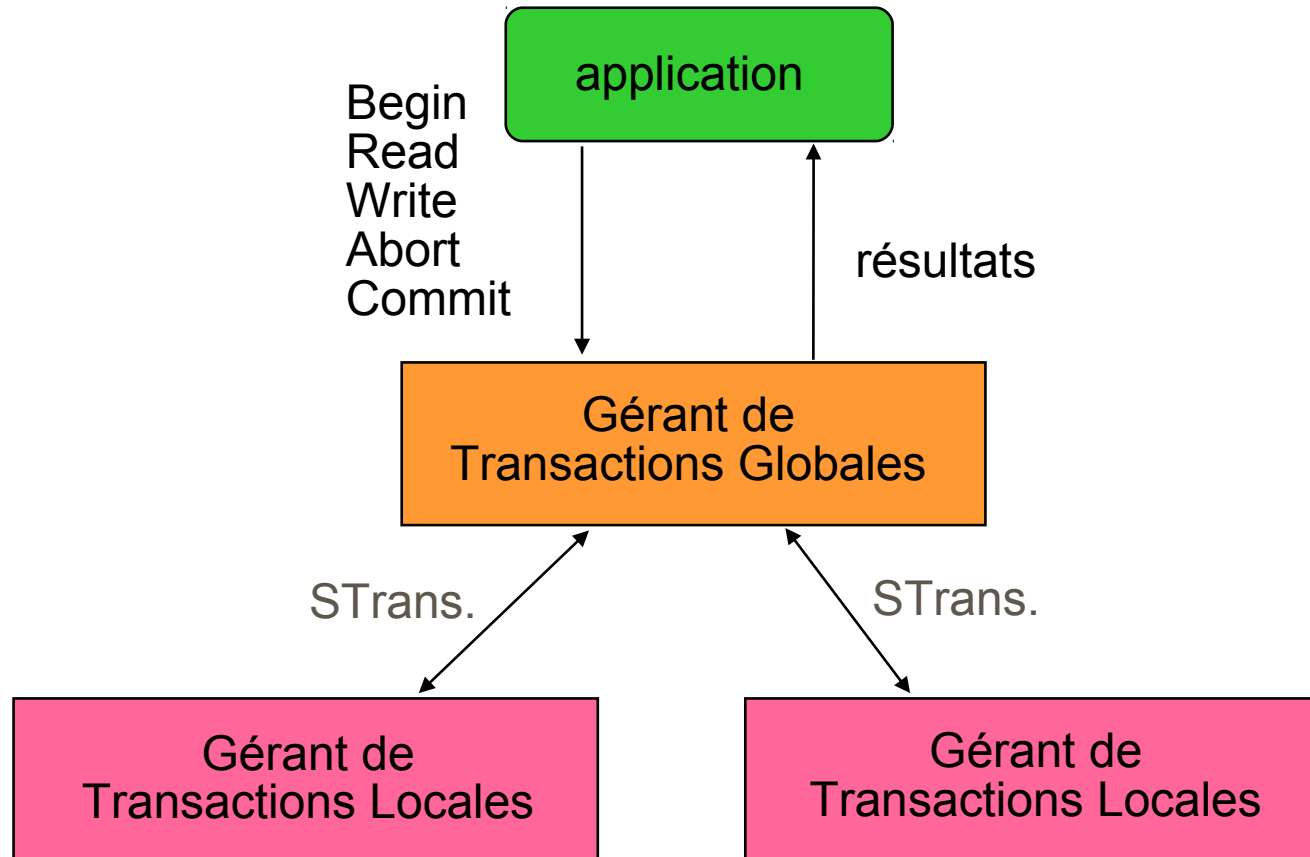 application
Begin
Read
Write
Abort
Commit
résultats
Gérant de
Transactions Globales
STrans.
STrans.
Gérant de
Transactions Locales
Gérant de
Transactions Locales